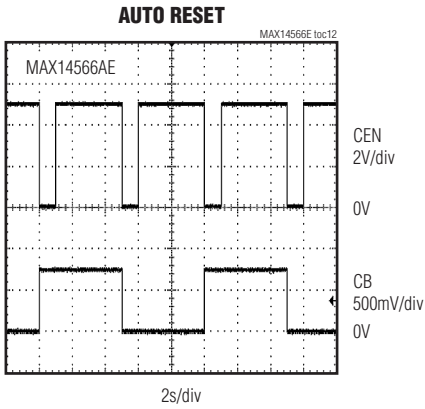 AUTO RESET
MAX14566E toc12
MAX14566AE
CEN
2V/div
0V
CB
500mV/div
0V
2s/div